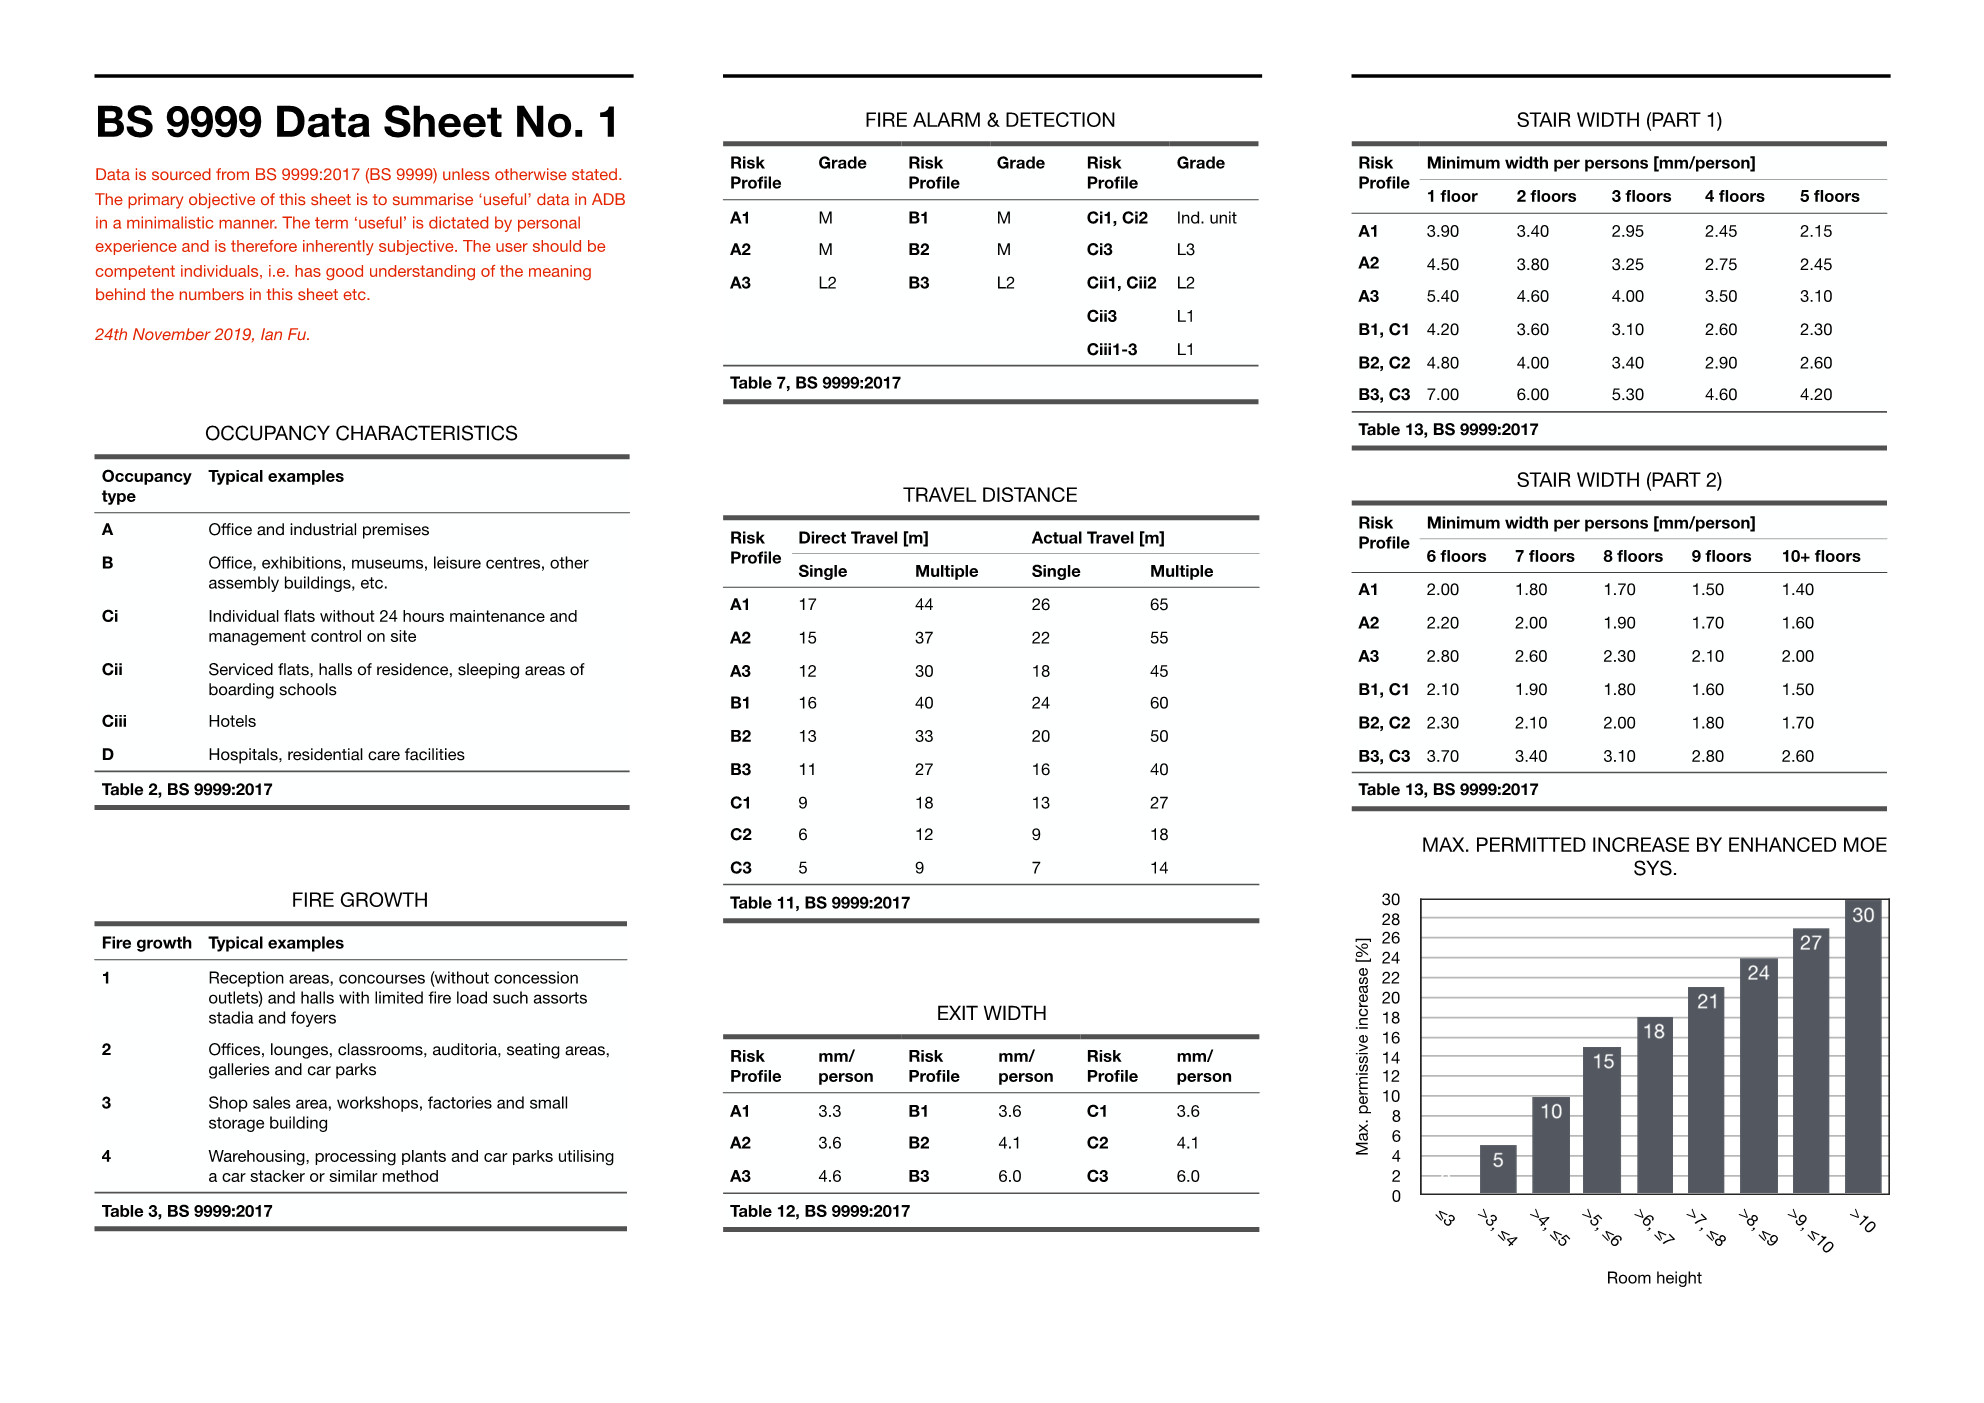 BS 9999 Data Sheet No. 1
Data is sourced from BS 9999:2017 (BS 9999) unless otherwise stated.
The primary objective of this sheet is to summarise ‘useful’ data in ADB
in a minimalistic manner. The term ‘useful’ is dictated by personal
experience and is therefore inherently subjective. The user should be
competent individuals, i.e. has good understanding of the meaning
behind the numbers in this sheet etc.
24th November 2019, Ian Fu.
OCCUPANCY CHARACTERISTICS
Occupancy Typical examples
type
A Office and industrial premises
B Office, exhibitions, museums, leisure centres, other
assembly buildings, etc.
Ci Individual flats without 24 hours maintenance and
management control on site
Cii Serviced flats, halls of residence, sleeping areas of
boarding schools
Ciii Hotels
D Hospitals, residential care facilities
Table 2, BS 9999:2017
FIRE GROWTH
Fire growth Typical examples
1 Reception areas, concourses (without concession
outlets) and halls with limited fire load such assorts
stadia and foyers
2 Offices, lounges, classrooms, auditoria, seating areas,
galleries and car parks
3 Shop sales area, workshops, factories and small
storage building
4 Warehousing, processing plants and car parks utilising
a car stacker or similar method
Table 3, BS 9999:2017
FIRE ALARM & DETECTION
Risk Grade Risk Grade Risk Grade
Profile Profile Profile
A1 M B1 M Ci1, Ci2 Ind. unit
A2 M B2 M Ci3 L3
A3 L2 B3 L2 Cii1, Cii2 L2
Cii3 L1
Ciii1-3 L1
Table 7, BS 9999:2017
TRAVEL DISTANCE
Risk Direct Travel [m] Actual Travel [m]
Profile
Single Multiple Single Multiple
A1 17 44 26 65
A2 15 37 22 55
A3 12 30 18 45
B1 16 40 24 60
B2 13 33 20 50
B3 11 27 16 40
C1 9 18 13 27
C2 6 12 9 18
C3 5 9 7 14
Table 11, BS 9999:2017
EXIT WIDTH
Risk mm/ Risk mm/ Risk mm/
Profile person Profile person Profile person
A1 3.3 B1 3.6 C1 3.6
A2 3.6 B2 4.1 C2 4.1
A3 4.6 B3 6.0 C3 6.0
Table 12, BS 9999:2017
STAIR WIDTH (PART 1)
Risk Minimum width per persons [mm/person]
Profile
1 floor 2 floors 3 floors 4 floors 5 floors
A1 3.90 3.40 2.95 2.45 2.15
A2 4.50 3.80 3.25 2.75 2.45
A3 5.40 4.60 4.00 3.50 3.10
B1, C1 4.20 3.60 3.10 2.60 2.30
B2, C2 4.80 4.00 3.40 2.90 2.60
B3, C3 7.00 6.00 5.30 4.60 4.20
Table 13, BS 9999:2017
STAIR WIDTH (PART 2)
Risk Minimum width per persons [mm/person]
Profile
6 floors 7 floors 8 floors 9 floors 10+ floors
A1 2.00 1.80 1.70 1.50 1.40
A2 2.20 2.00 1.90 1.70 1.60
A3 2.80 2.60 2.30 2.10 2.00
B1, C1 2.10 1.90 1.80 1.60 1.50
B2, C2 2.30 2.10 2.00 1.80 1.70
B3, C3 3.70 3.40 3.10 2.80 2.60
Table 13, BS 9999:2017
MAX. PERMITTED INCREASE BY ENHANCED MOE
SYS.
Max. permissive increase [%]
30
28
26
24
22
20
18
16
14
12
10
8
6
4
2
0
5
10
15
18
21
24
27
30
≤3
>3, ≤4
>4, ≤5
>5, ≤6
>6, ≤7
>7, ≤8
>8, ≤9
>9, ≤10
>10
Room height